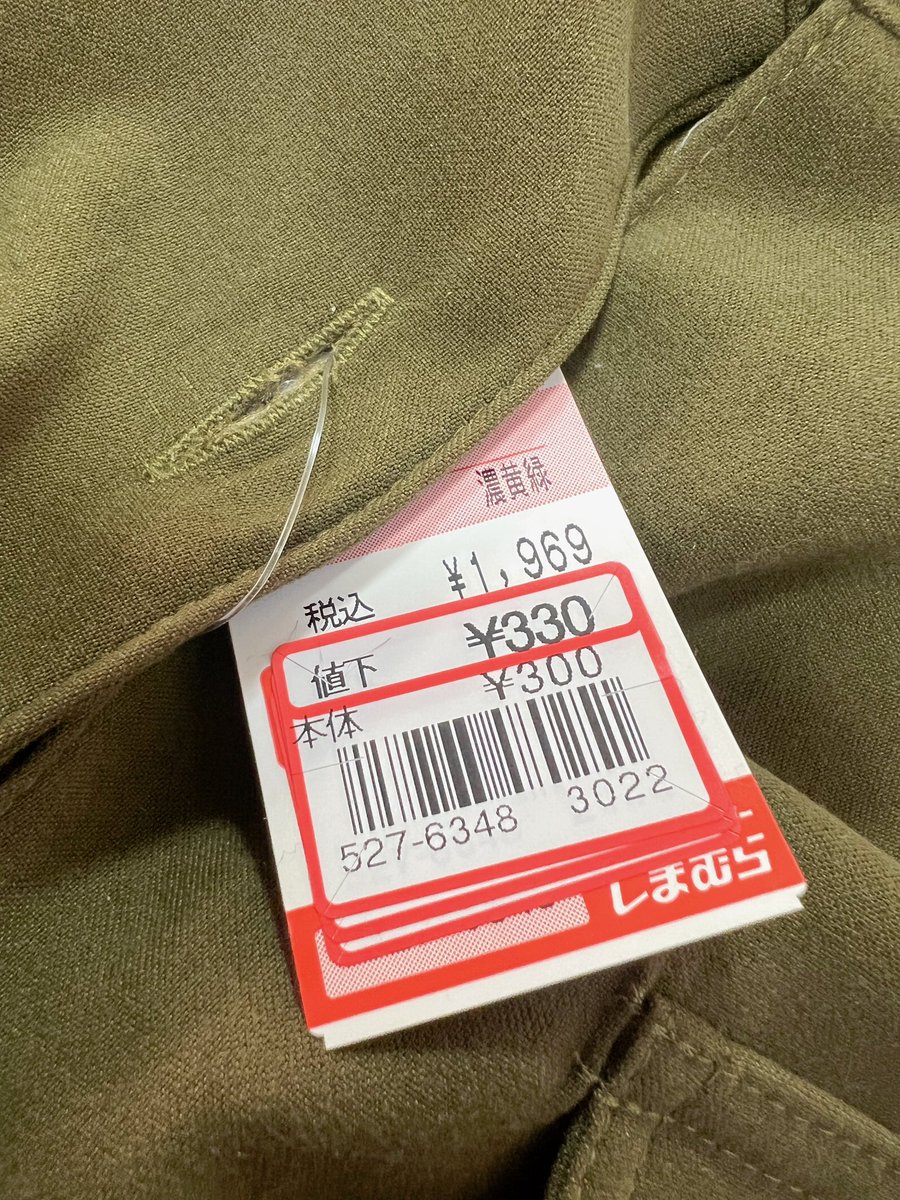 濃黄緑
¥1,969
税込 ¥330
値下 ¥300
本体
527-6348 3022
しまむら